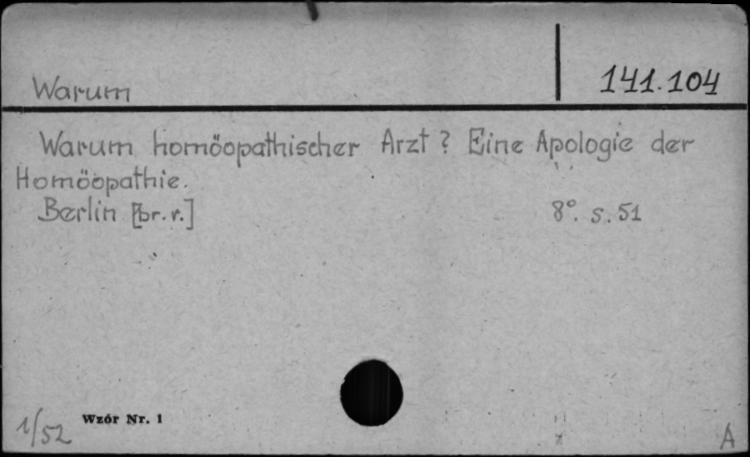 Warum
141.104
Warum homöopathischer Arzt? Eine Apologie der
Homöopathie.
Berlin [br. r.]
8°. s. 51
1/52
Wzór Nr. 1
A